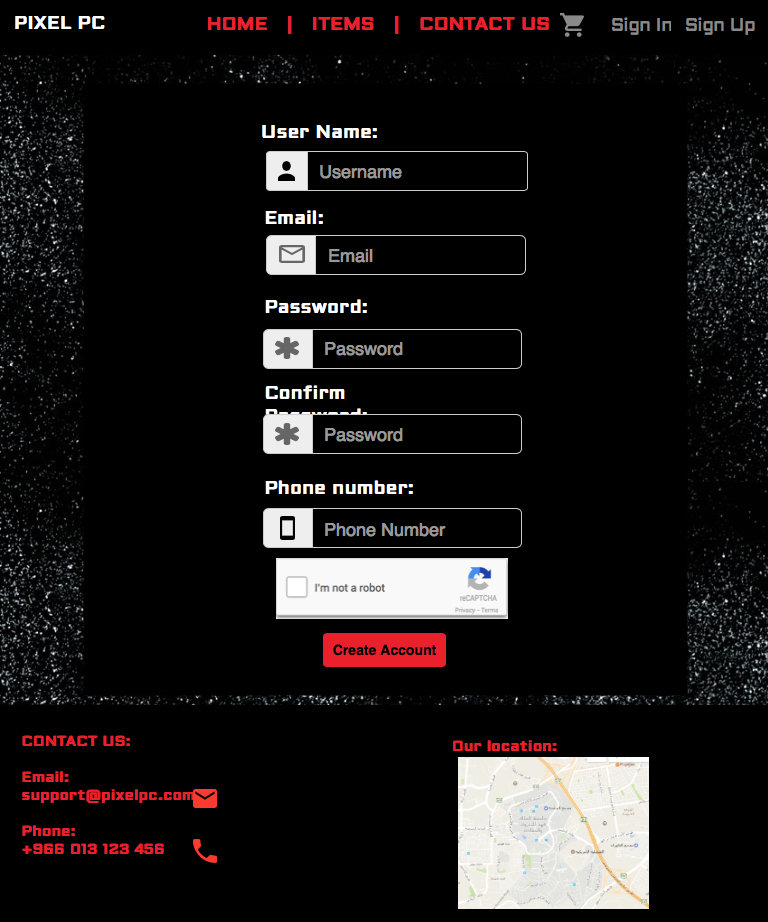 PIXEL PC
HOME | ITEMS | CONTACT US
Sign In Sign Up
User Name:
Username
Email:
Email
Password:
Password
Confirm
Password:
Password
Phone number:
Phone Number
I'm not a robot
reCAPTCHA
Privacy - Terms
Create Account
CONTACT US:
Email:
support@pixelpc.com
Phone:
+966 013 123 456
Our location: